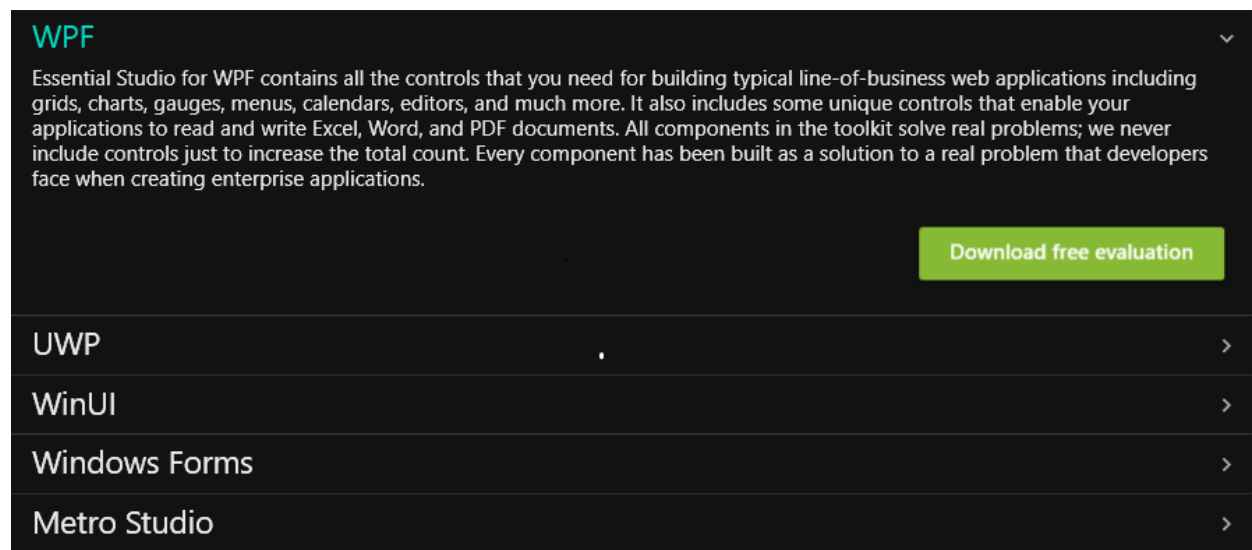 WPF
Essential Studio for WPF contains all the controls that you need for building typical line-of-business web applications including
grids, charts, gauges, menus, calendars, editors, and much more. It also includes some unique controls that enable your
applications to read and write Excel, Word, and PDF documents. All components in the toolkit solve real problems; we never
include controls just to increase the total count. Every component has been built as a solution to a real problem that developers
face when creating enterprise applications.
Download free evaluation
UWP
WinUI
Windows Forms
Metro Studio